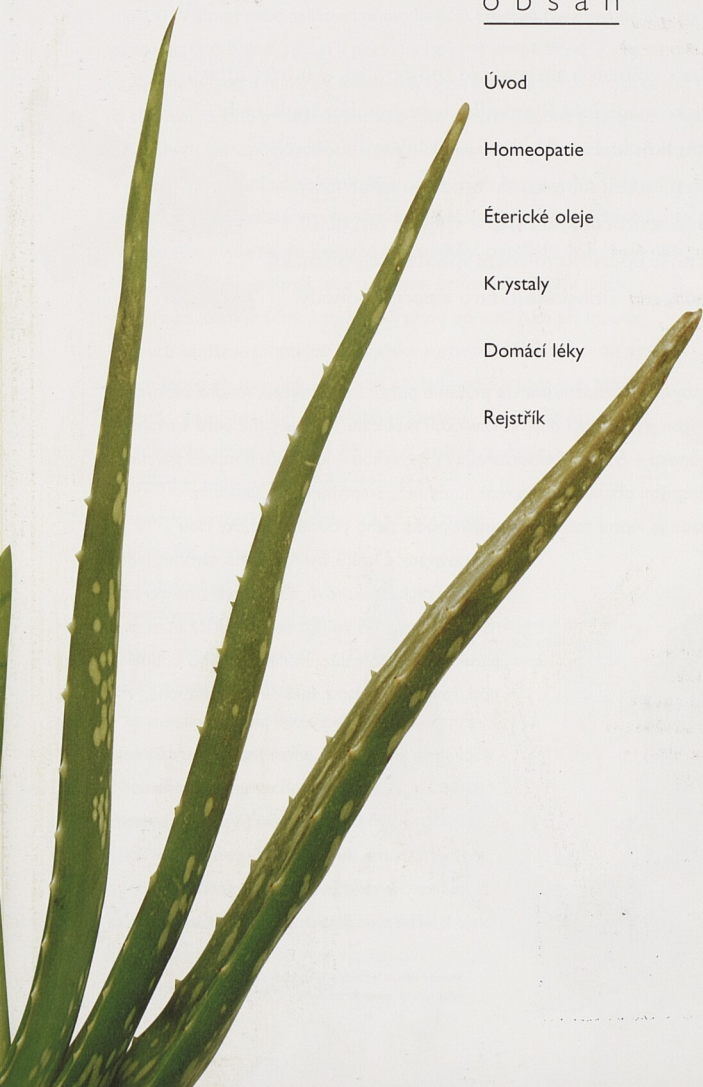 obsah
Úvod
Homeopatie
Éterické oleje
Krystaly
Domácí léky
Rejstřík